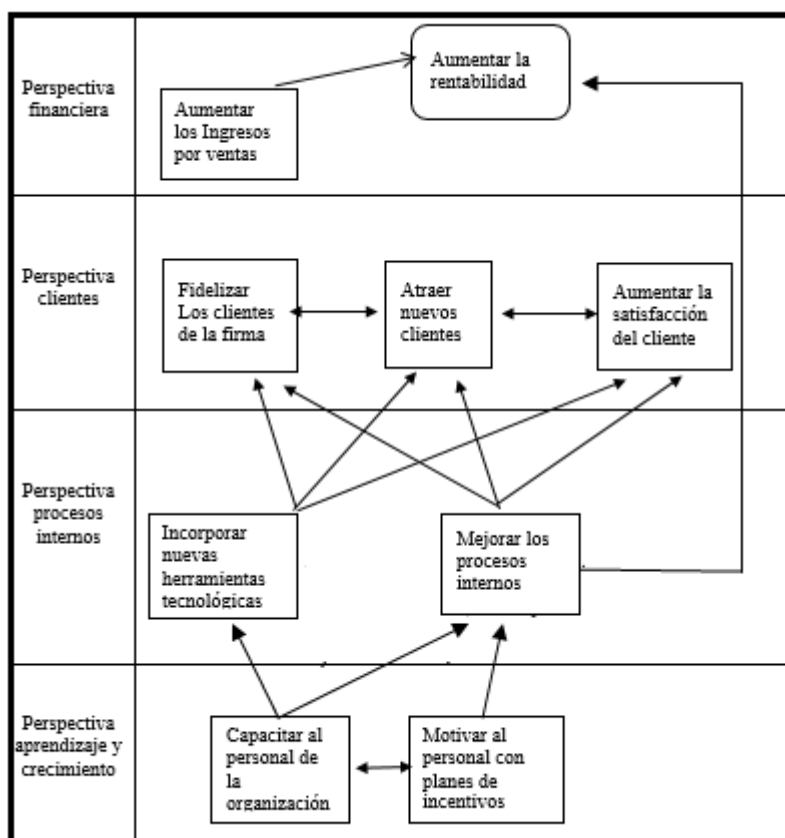 Perspectiva
financiera
Aumentar la
rentabilidad
Aumentar
los Ingresos
por ventas
Perspectiva
clientes
Fidelizar
Los clientes
de la firma
Atraer
nuevos
clientes
Aumentar la
satisfacción
del cliente
Perspectiva
procesos
internos
Incorporar
nuevas
herramientas
tecnológicas
Mejorar los
procesos
internos
Perspectiva
aprendizaje y
crecimiento
Capacitar al
personal de
la
organización
Motivar al
personal con
planes de
incentivos